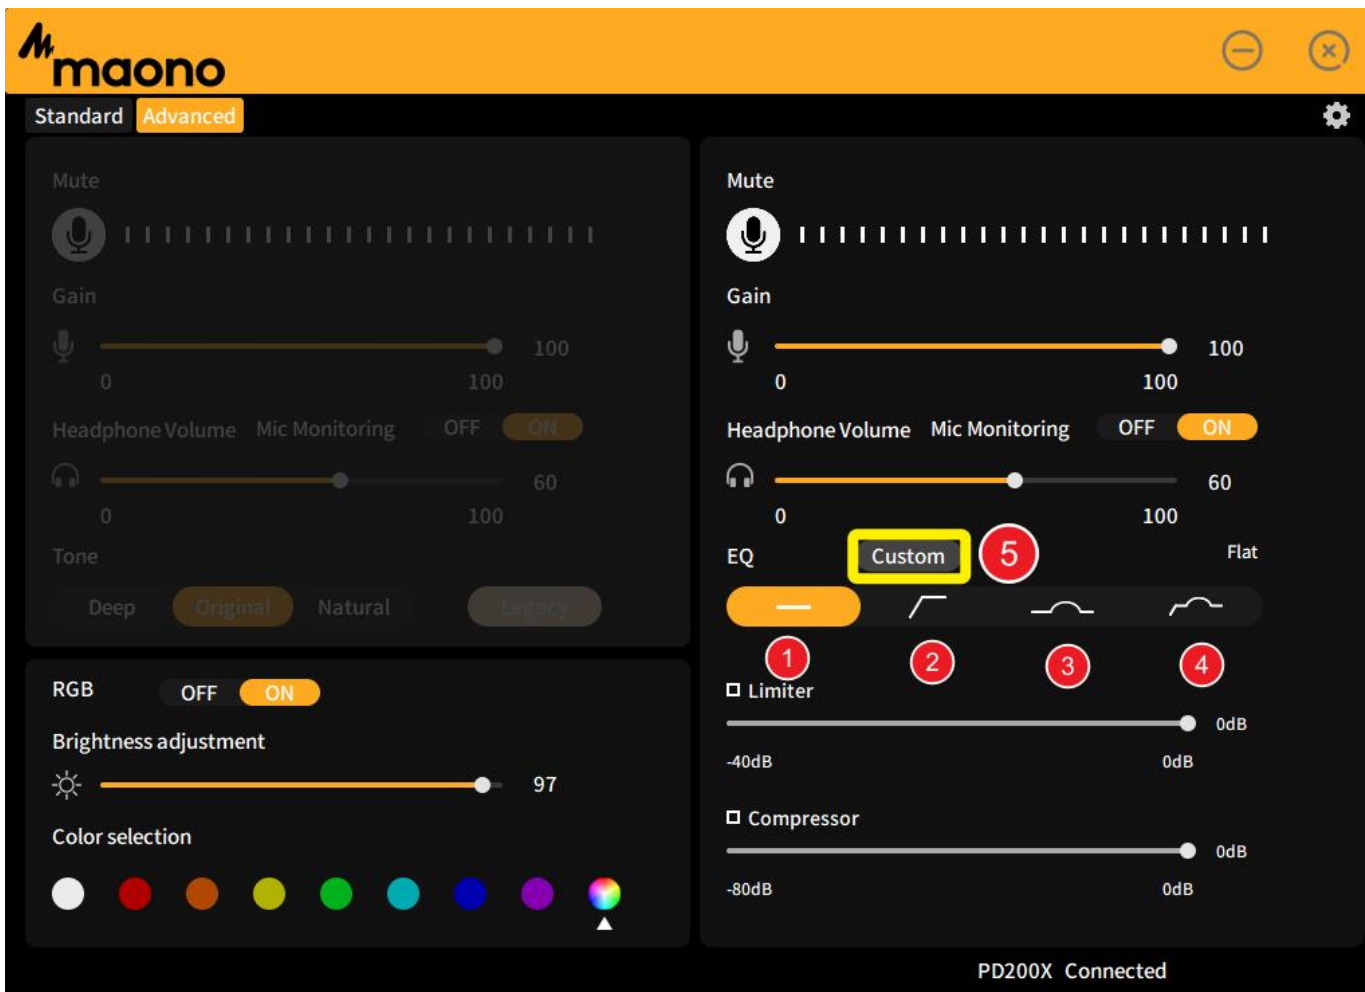 maono
Standard Advanced
Mute
Gain
100
0 100
Headphone Volume Mic Monitoring OFF ON
60
0 100
Tone
Deep Original Natural Legacy
RGB OFF ON
Brightness adjustment
97
Color selection
Mute
Gain
100
0 100
Headphone Volume Mic Monitoring OFF ON
60
0 100
EQ Custom 5 Flat
1 2 3 4
Limiter
0dB
-40dB 0dB
Compressor
0dB
-80dB 0dB
PD200X Connected